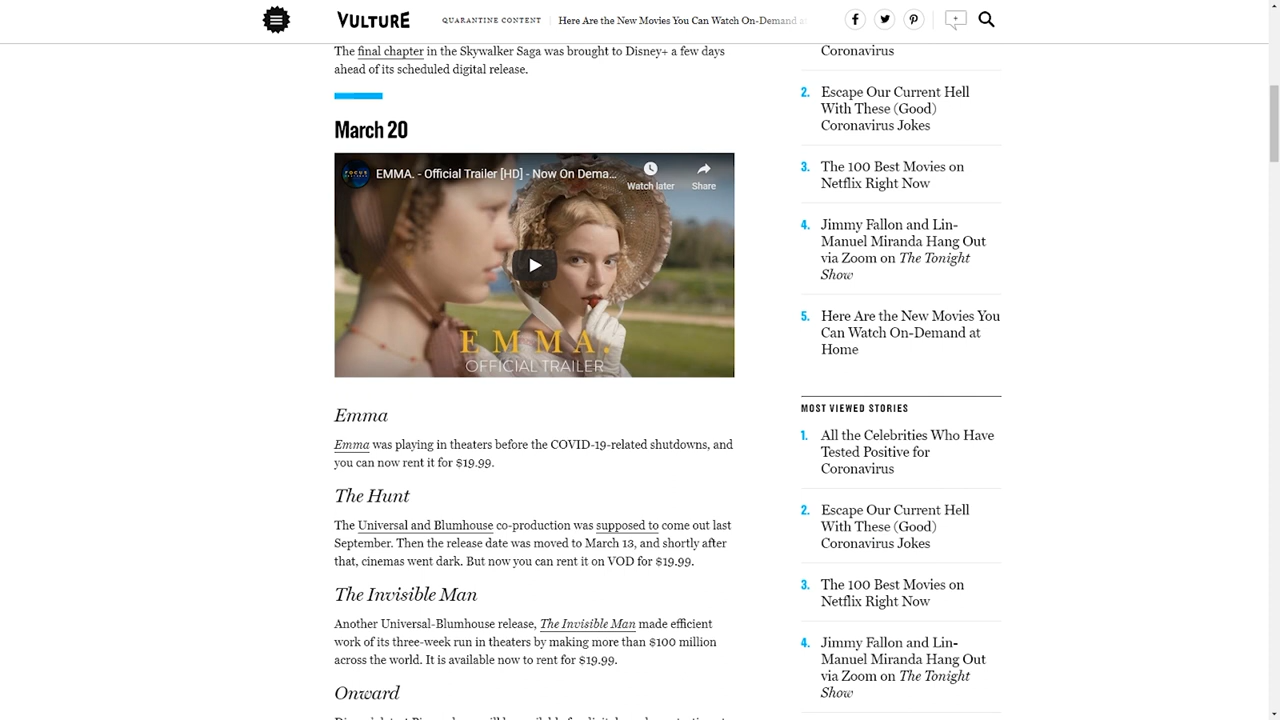 VULTURE
QUARANTINE CONTENT
Here Are the New Movies You Can Watch On-Demand
The final chapter in the Skywalker Saga was brought to Disney+ a few days
ahead of its scheduled digital release.
March 20
EMMA. - Official Trailer [HD] - Now On Dema...
Watch later
Share
FOCUS
EMMA.
OFFICIAL TRAILER
Emma
Emma was playing in theaters before the COVID-19-related shutdowns, and
you can now rent it for $19.99.
The Hunt
The Universal and Blumhouse co-production was supposed to come out last
September. Then the release date was moved to March 13, and shortly after
that, cinemas went dark. But now you can rent it on VOD for $19.99.
The Invisible Man
Another Universal-Blumhouse release, The Invisible Man made efficient
work of its three-week run in theaters by making more than $100 million
across the world. It is available now to rent for $19.99.
Onward
Coronavirus
2. Escape Our Current Hell
With These (Good)
Coronavirus Jokes
3. The 100 Best Movies on
Netflix Right Now
4. Jimmy Fallon and Lin-
Manuel Miranda Hang Out
via Zoom on The Tonight
Show
5. Here Are the New Movies You
Can Watch On-Demand at
Home
MOST VIEWED STORIES
1. All the Celebrities Who Have
Tested Positive for
Coronavirus
2. Escape Our Current Hell
With These (Good)
Coronavirus Jokes
3. The 100 Best Movies on
Netflix Right Now
4. Jimmy Fallon and Lin-
Manuel Miranda Hang Out
via Zoom on The Tonight
Show